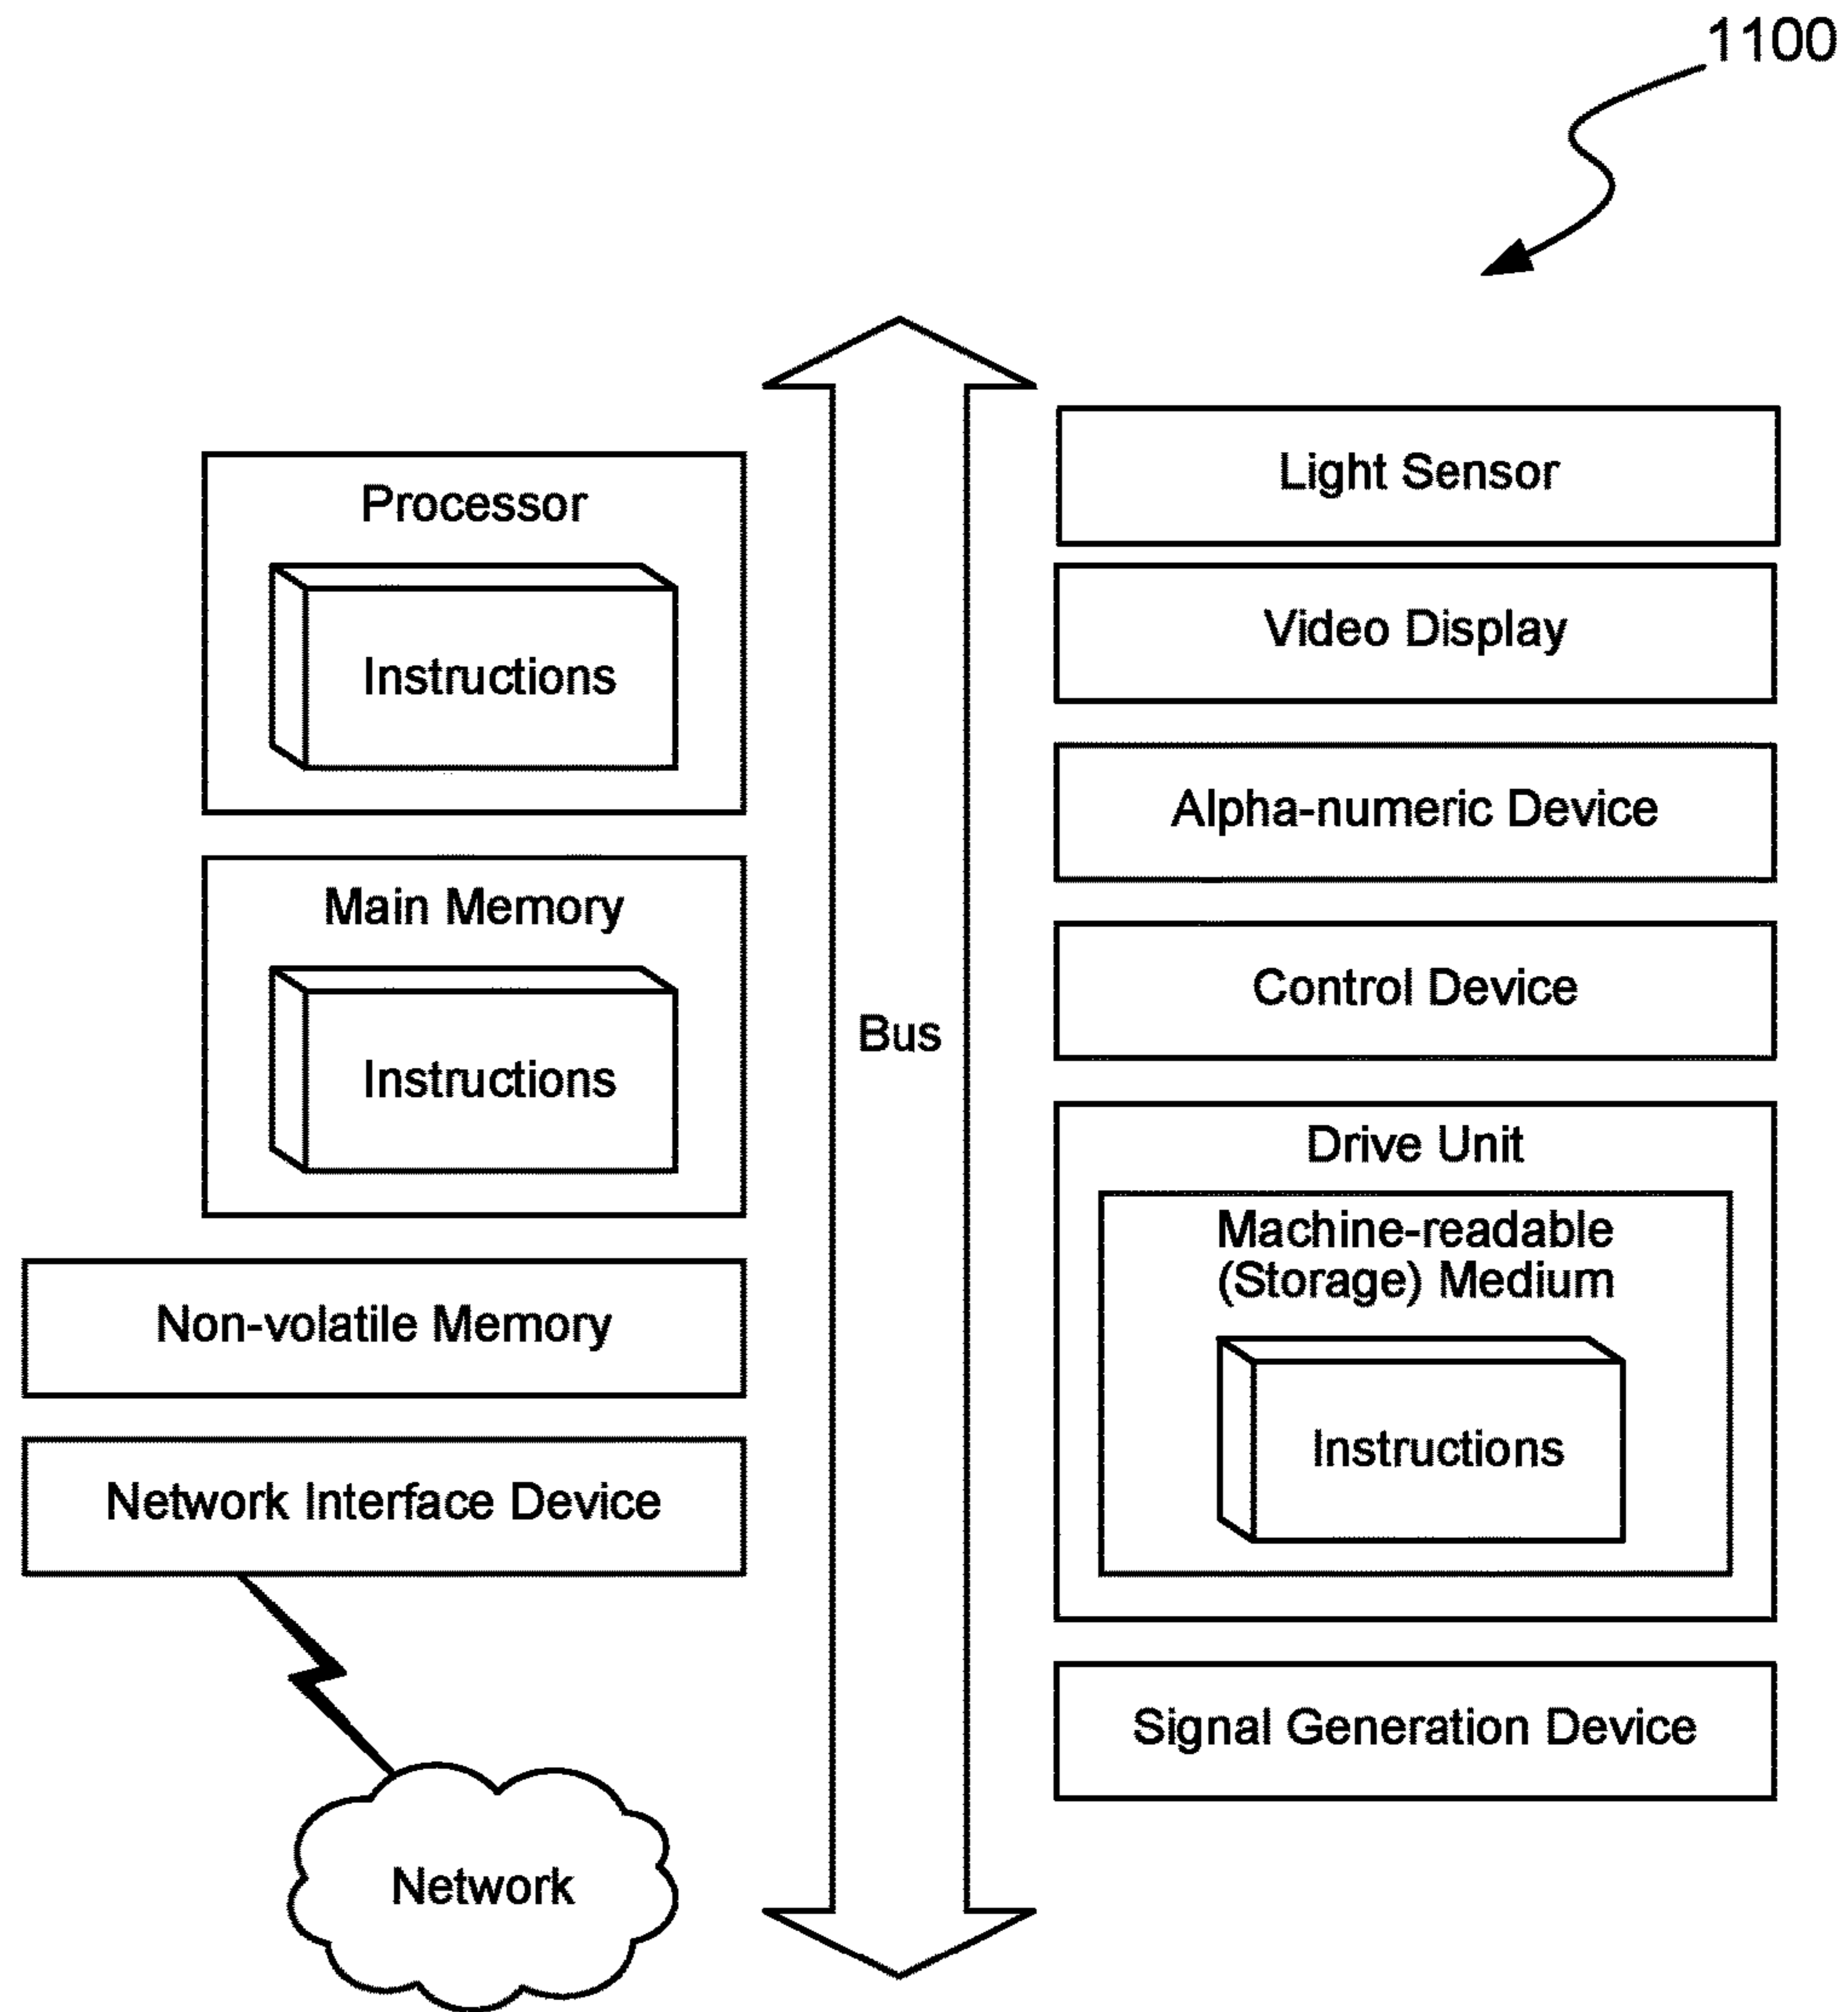 1100
Processor
Instructions
Main Memory
Instructions
Non-volatile Memory
Network Interface Device
Network
Bus
Light Sensor
Video Display
Alpha-numeric Device
Control Device
Drive Unit
Machine-readable
(Storage) Medium
Instructions
Signal Generation Device